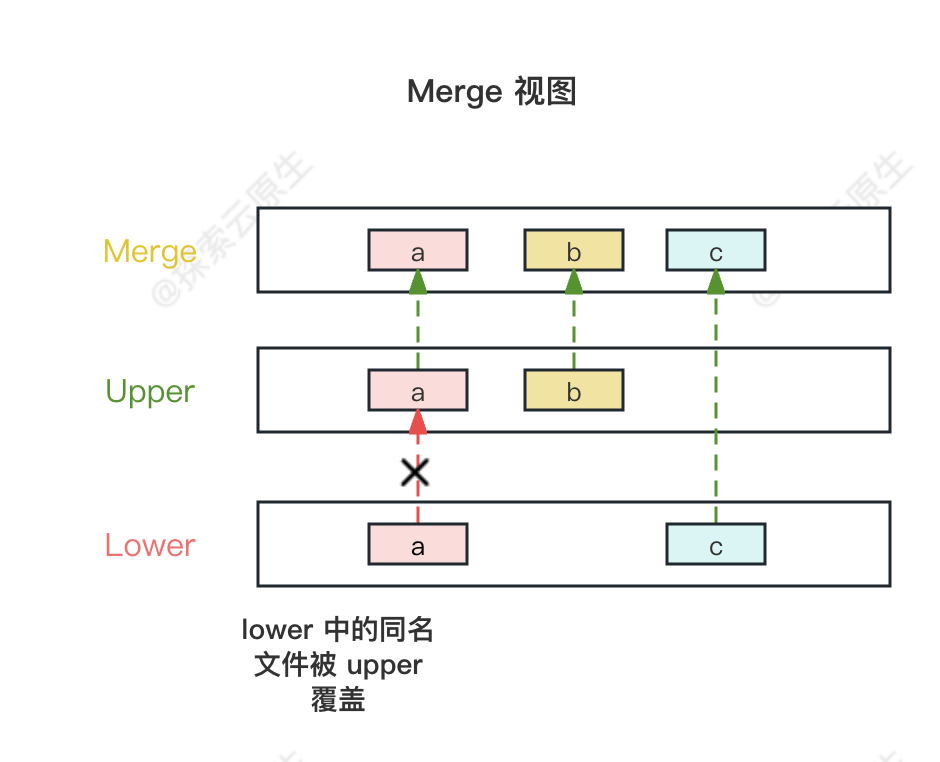 Merge 视图
@探索云原生
@探索云原生
Merge
a
b
c
Upper
a
b
Lower
a
c
lower 中的同名
文件被 upper
覆盖